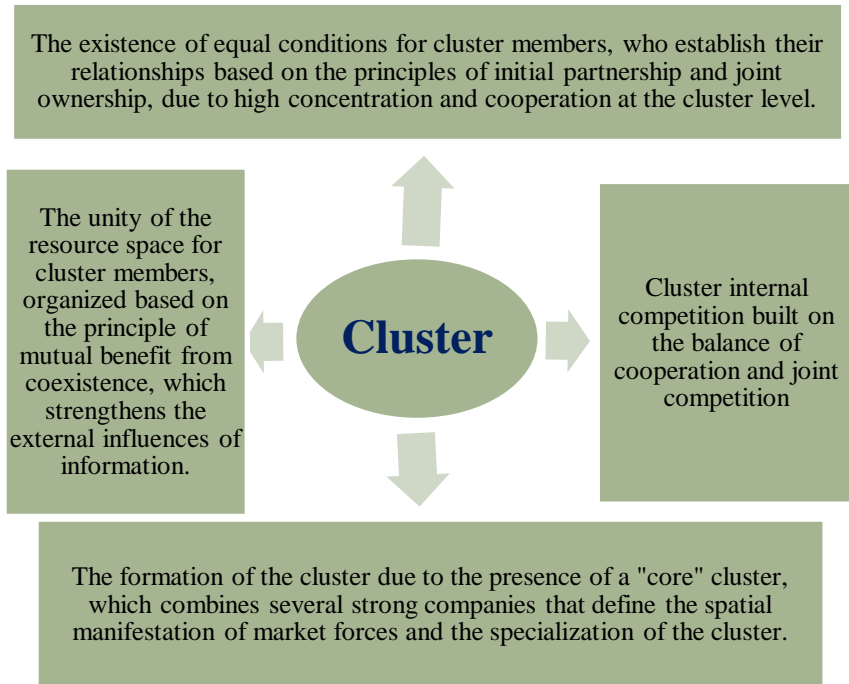 The existence of equal conditions for cluster members, who establish their
relationships based on the principles of initial partnership and joint
ownership, due to high concentration and cooperation at the cluster level.
The unity of the
resource space for
cluster members,
organized based on
the principle of
mutual benefit from
coexistence, which
strengthens the
external influences of
information.
Cluster
Cluster internal
competition built on
the balance of
cooperation and joint
competition
The formation of the cluster due to the presence of a "core" cluster,
which combines several strong companies that define the spatial
manifestation of market forces and the specialization of the cluster.